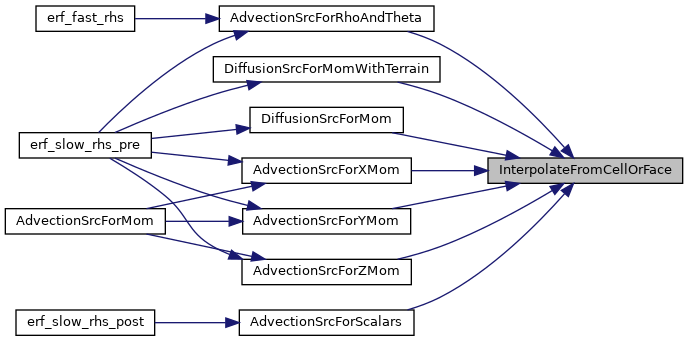 erf_fast_rhs
AdvectionSrcForRhoAndTheta
DiffusionSrcForMomWithTerrain
DiffusionSrcForMom
erf_slow_rhs_pre
AdvectionSrcForXMom
InterpolateFromCellOrFace
AdvectionSrcForMom
AdvectionSrcForYMom
AdvectionSrcForZMom
erf_slow_rhs_post
AdvectionSrcForScalars